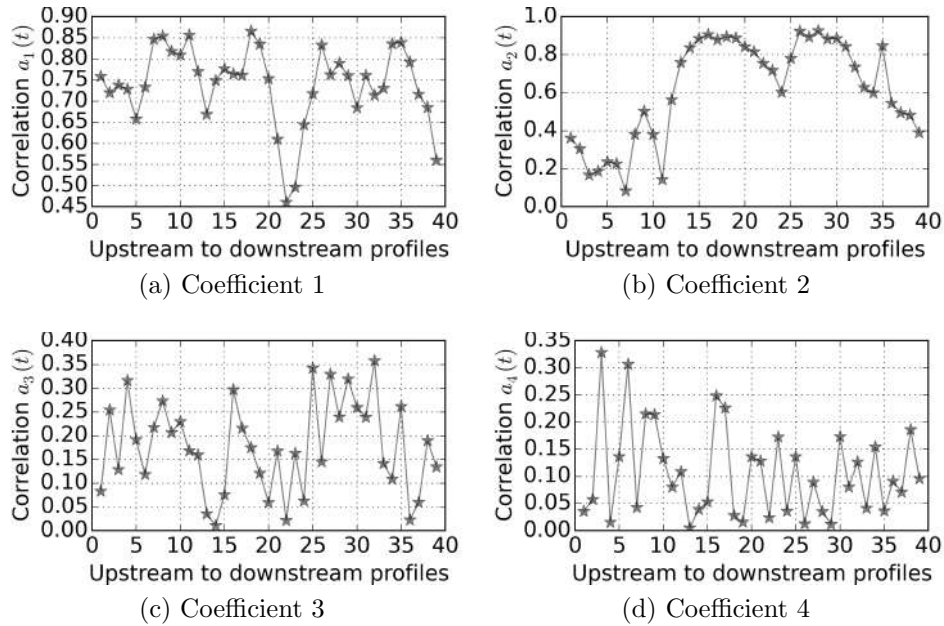 0.90 0.85 0.80 0.75 0.70 0.65 0.60 0.55 0.50 0.45
Correlation a₁(t)
0 5 10 15 20 25 30 35 40
Upstream to downstream profiles
(a) Coefficient 1
1.0 0.8 0.6 0.4 0.2 0.0
Correlation a₂(t)
0 5 10 15 20 25 30 35 40
Upstream to downstream profiles
(b) Coefficient 2
0.40 0.35 0.30 0.25 0.20 0.15 0.10 0.05 0.00
Correlation a₃(t)
0 5 10 15 20 25 30 35 40
Upstream to downstream profiles
(c) Coefficient 3
0.35 0.30 0.25 0.20 0.15 0.10 0.05 0.00
Correlation a₄(t)
0 5 10 15 20 25 30 35 40
Upstream to downstream profiles
(d) Coefficient 4